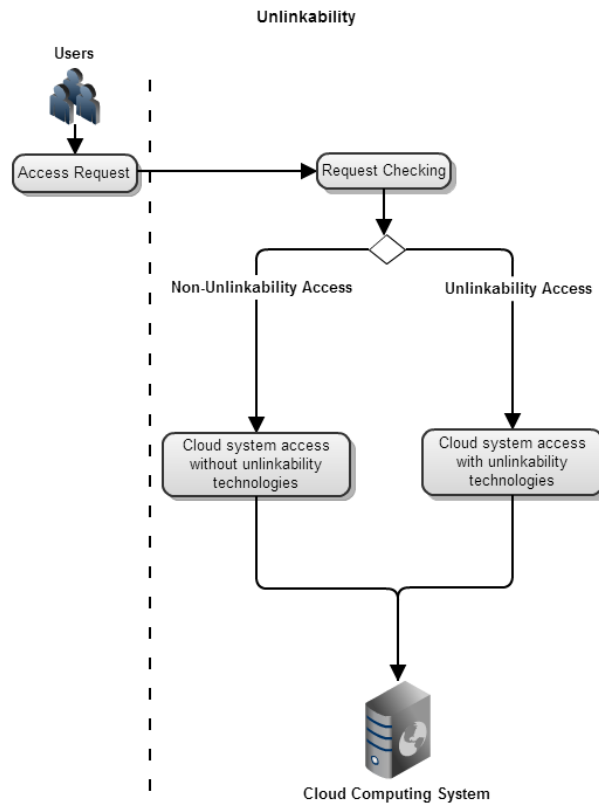 Unlinkability
Users
Access Request
Request Checking
Non-Unlinkability Access
Unlinkability Access
Cloud system access
without unlinkability
technologies
Cloud system access
with unlinkability
technologies
Cloud Computing System